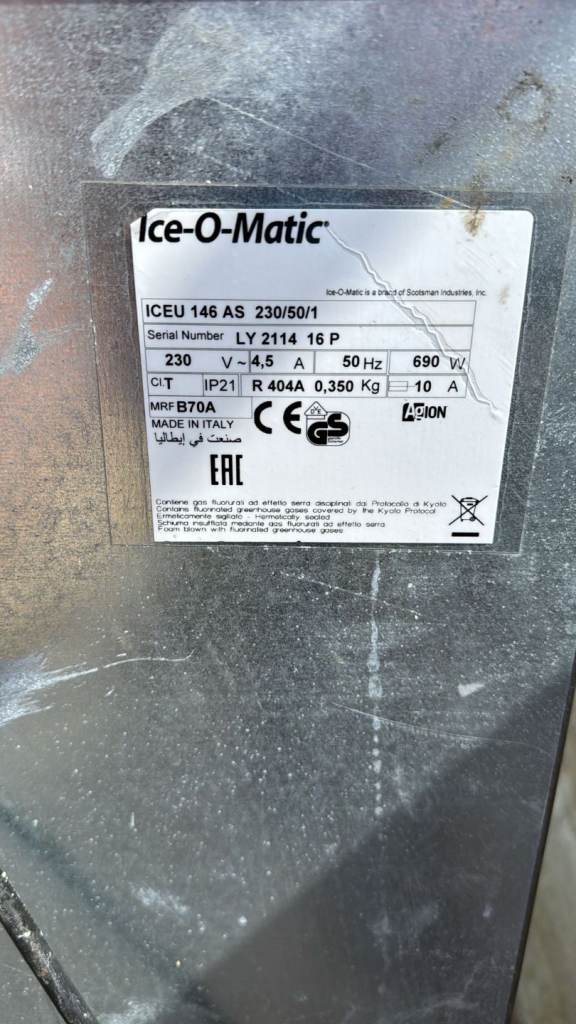 Ice-O-Matic
Ice-O-Matic is a brand of Scotsman Industries, Inc.
ICEU 146 AS 230/50/1
Serial Number LY 2114 16 P
230 V ~ 4,5 A 50 Hz 690 W
Cl.T IP21 R 404A 0,350 Kg 10 A
MRF B70A
MADE IN ITALY
صنعت في إيطاليا
CE
GS
AgION
EAC
Contiene gas fluorurati ad effetto serra disciplinati dal Protocollo di Kyoto
Contains fluorinated greenhouse gases covered by the Kyoto Protocol
Ermeticamente sigillato - Hermetically sealed
Schiuma insufflata mediante gas fluorurati ad effetto serra
Foam blown with fluorinated greenhouse gases